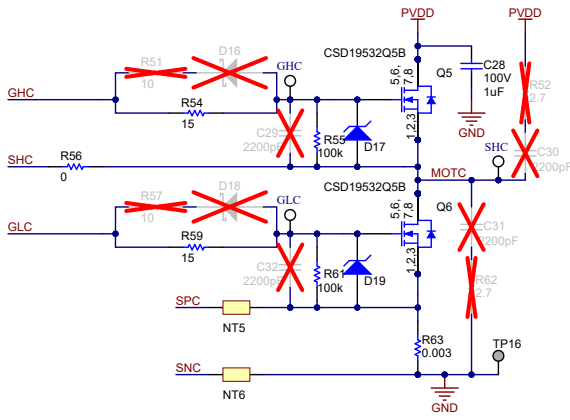 PVDD
PVDD
R51
10
D16
GHC
CSD19532Q5B
5,6,
7,8
Q5
C28
100V
1uF
R52
2.7
GHC
R54
15
C29
2200pF
R55
100k
D17
1,2,3
GND
SHC
C30
2200pF
SHC
R56
0
MOTC
R57
10
D18
GLC
CSD19532Q5B
5,6,
7,8
Q6
C31
2200pF
GLC
R59
15
C32
2200pF
R61
100k
D19
1,2,3
R62
2.7
SPC
NT5
R63
0.003
TP16
SNC
NT6
GND